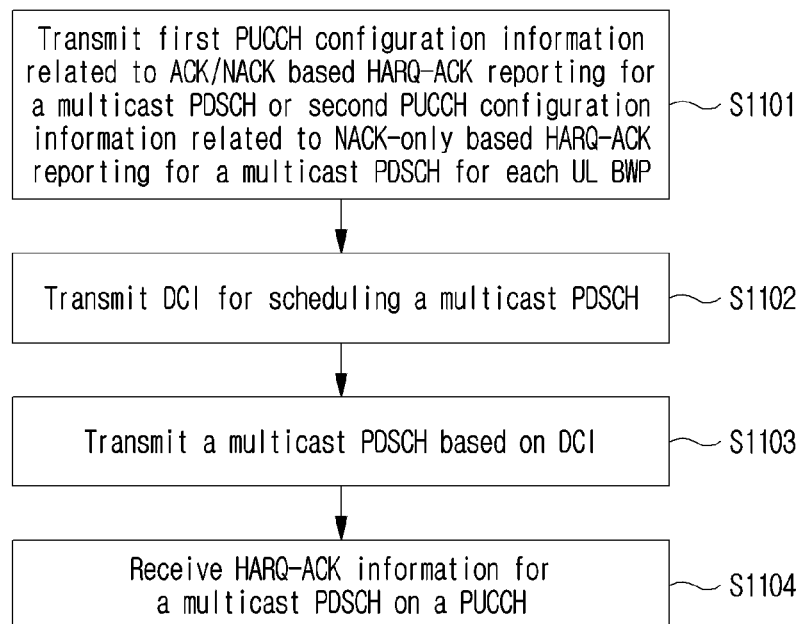 Transmit first PUCCH configuration information
related to ACK/NACK based HARQ-ACK reporting for
a multicast PDSCH or second PUCCH configuration
information related to NACK-only based HARQ-ACK
reporting for a multicast PDSCH for each UL BWP
S1101
Transmit DCI for scheduling a multicast PDSCH
S1102
Transmit a multicast PDSCH based on DCI
S1103
Receive HARQ-ACK information for
a multicast PDSCH on a PUCCH
S1104